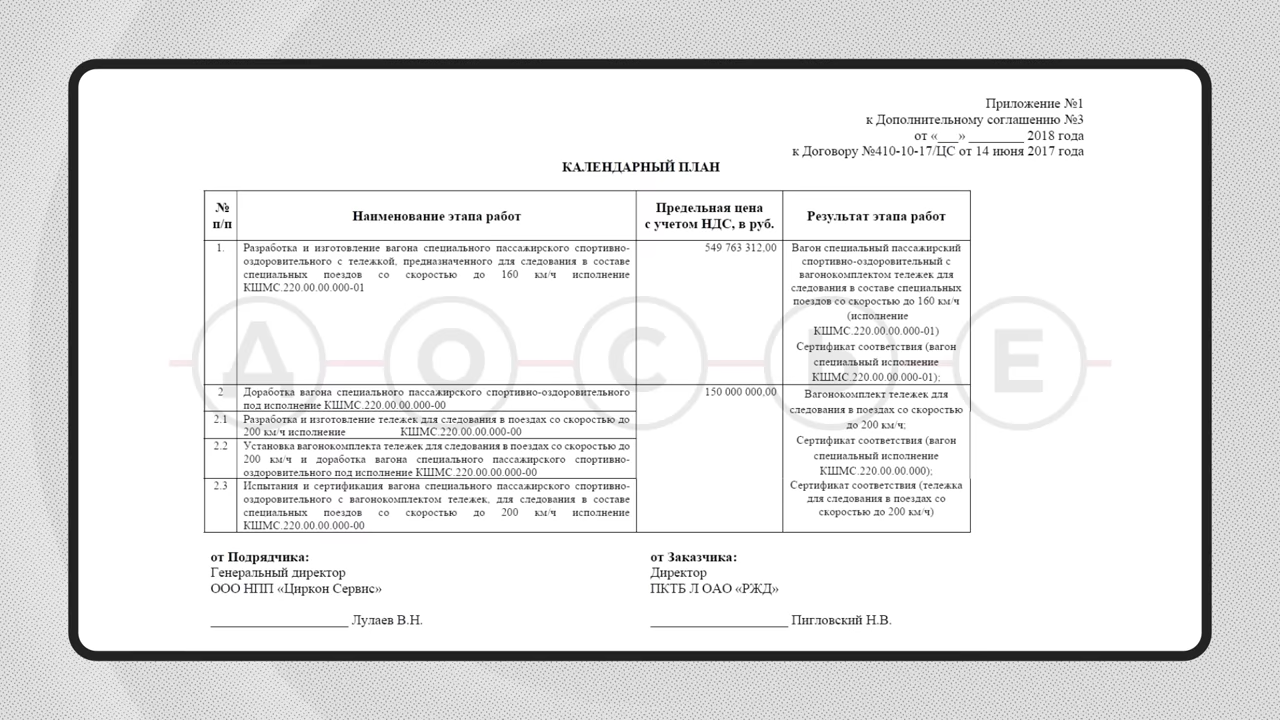 Приложение №1
к Дополнительному соглашению №3
от «___» ________ 2018 года
к Договору №410-10-17/ЦС от 14 июня 2017 года
КАЛЕНДАРНЫЙ ПЛАН
№ п/п
Наименование этапа работ
Предельная цена
с учетом НДС, в руб.
Результат этапа работ
1.
Разработка и изготовление вагона специального пассажирского спортивно-
оздоровительного с тележкой, предназначенного для следования в составе
специальных поездов со скоростью до 160 км/ч исполнение
КШМС.220.00.00.000-01
549 763 312,00
Вагон специальный пассажирский
спортивно-оздоровительный с
вагонокомплектом тележек для
следования в составе специальных
поездов со скоростью до 160 км/ч
(исполнение
КШМС.220.00.00.000-01)
Сертификат соответствия (вагон
специальный исполнение
КШМС.220.00.00.000-01);
2
Доработка вагона специального пассажирского спортивно-оздоровительного
под исполнение КШМС.220.00.00.000-00
150 000 000,00
Вагонокомплект тележек для
следования в поездах со скоростью
до 200 км/ч;
Сертификат соответствия (вагон
специальный исполнение
КШМС.220.00.00.000);
Сертификат соответствия (тележка
для следования в поездах со
скоростью до 200 км/ч)
2.1
Разработка и изготовление тележек для следования в поездах со скоростью до
200 км/ч исполнение КШМС.220.00.00.000-00
2.2
Установка вагонокомплекта тележек для следования в поездах со скоростью до
200 км/ч и доработка вагона специального пассажирского спортивно-
оздоровительного под исполнение КШМС.220.00.00.000-00
2.3
Испытания и сертификация вагона специального пассажирского спортивно-
оздоровительного с вагонокомплектом тележек, для следования в составе
специальных поездов со скоростью до 200 км/ч исполнение
КШМС.220.00.00.000-00
от Подрядчика:
Генеральный директор
ООО НПП «Циркон Сервис»
____________________ Лулаев В.Н.
от Заказчика:
Директор
ПКТБ Л ОАО «РЖД»
____________________ Пигловский Н.В.
ДОСЬЕ